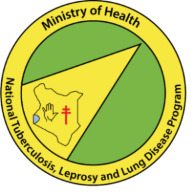 Ministry of Health
National Tuberculosis, Leprosy and Lung Disease Program